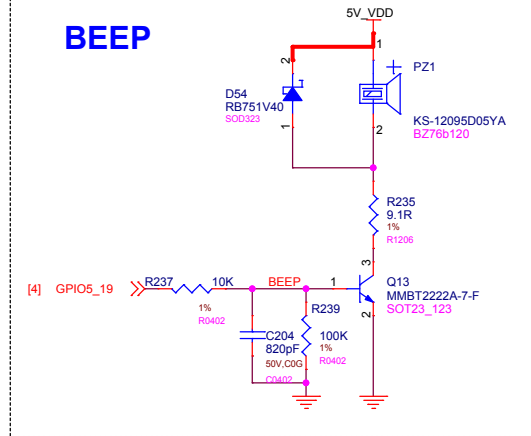 BEEP
5V_VDD
1
2
D54
RB751V40
SOD323
1
+
PZ1
KS-12095D05YA
BZ76b120
2
R235
9.1R
1%
R1206
3
[4] GPIO5_19
R237
10K
1%
R0402
BEEP
1
Q13
MMBT2222A-7-F
SOT23_123
2
R239
100K
1%
R0402
C204
820pF
50V,C0G
C0402